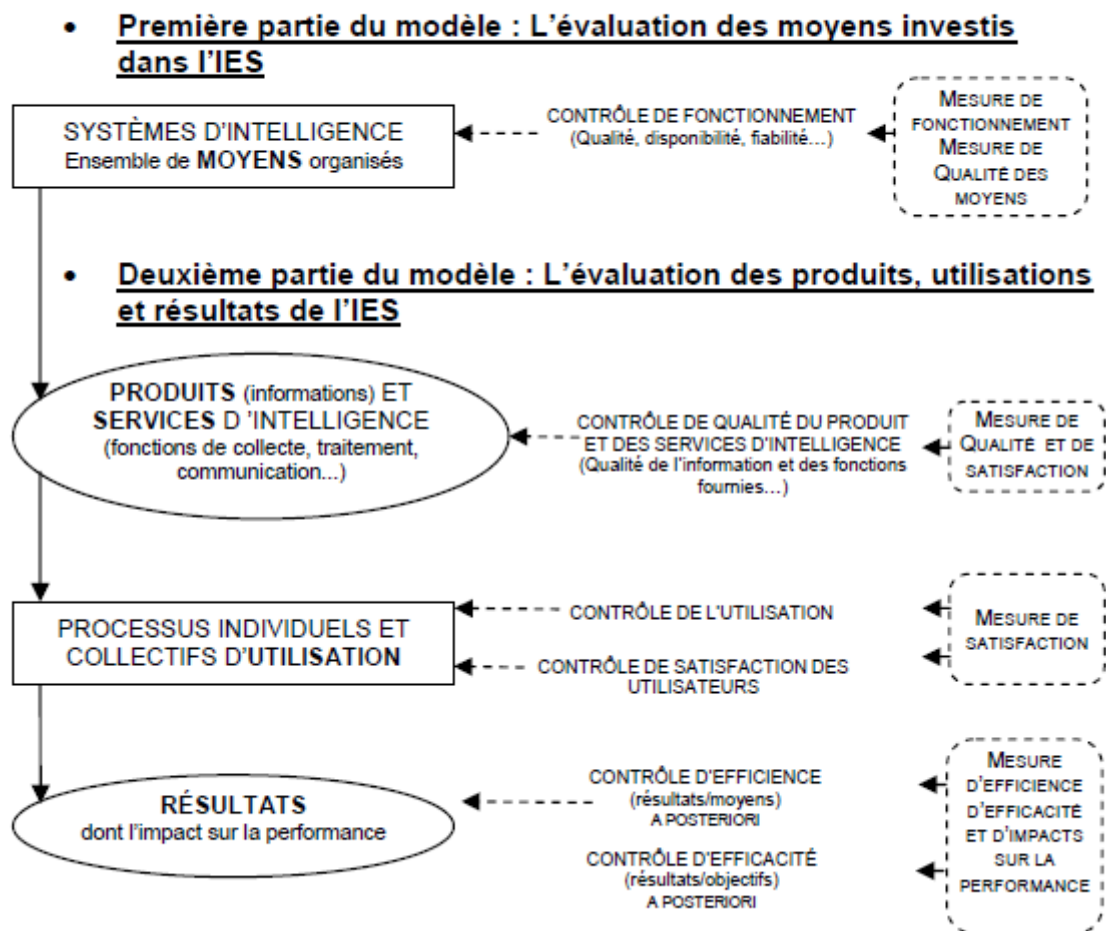 • Première partie du modèle : L'évaluation des moyens investis
dans l'IES
SYSTÈMES D'INTELLIGENCE
Ensemble de MOYENS organisés
CONTRÔLE DE FONCTIONNEMENT
(Qualité, disponibilité, fiabilité…)
MESURE DE
FONCTIONNEMENT
MESURE DE
QUALITÉ DES
MOYENS
• Deuxième partie du modèle : L'évaluation des produits, utilisations
et résultats de l'IES
PRODUITS (informations) ET
SERVICES D 'INTELLIGENCE
(fonctions de collecte, traitement,
communication...)
CONTRÔLE DE QUALITÉ DU PRODUIT
ET DES SERVICES D'INTELLIGENCE
(Qualité de l'information et des fonctions
fournies…)
MESURE DE
QUALITÉ ET DE
SATISFACTION
PROCESSUS INDIVIDUELS ET
COLLECTIFS D'UTILISATION
CONTRÔLE DE L'UTILISATION
CONTRÔLE DE SATISFACTION DES
UTILISATEURS
MESURE DE
SATISFACTION
RÉSULTATS
dont l'impact sur la performance
CONTRÔLE D'EFFICIENCE
(résultats/moyens)
A POSTERIORI
CONTRÔLE D'EFFICACITÉ
(résultats/objectifs)
A POSTERIORI
MESURE
D'EFFICIENCE
D'EFFICACITÉ
ET D'IMPACTS
SUR LA
PERFORMANCE